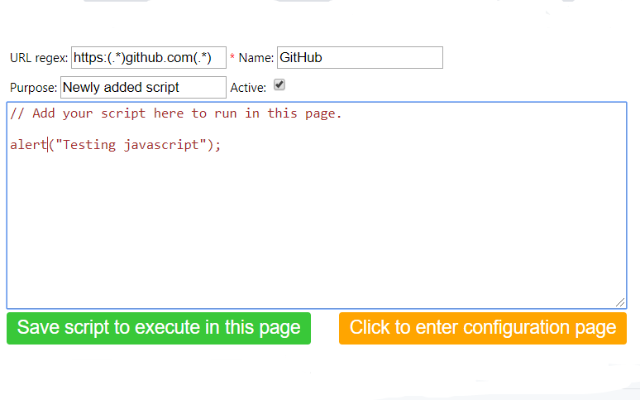 URL regex: https:(.*)github.com(.*) * Name: GitHub
Purpose: Newly added script Active:
// Add your script here to run in this page.
alert("Testing javascript");
Save script to execute in this page Click to enter configuration page